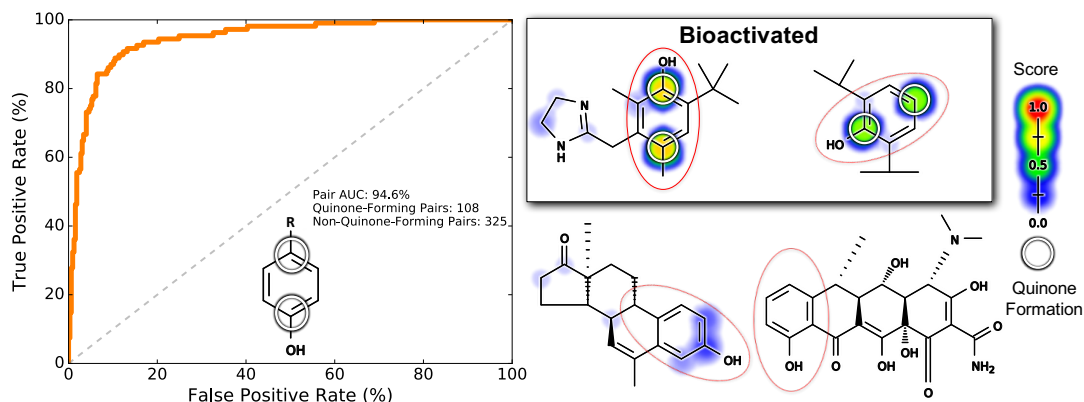 100
80
60
40
20
0
0
20
40
60
80
100
True Positive Rate (%)
False Positive Rate (%)
Pair AUC: 94.6%
Quinone-Forming Pairs: 108
Non-Quinone-Forming Pairs: 325
R
OH
Bioactivated
OH
N
N
H
HO
Score
1.0
0.5
0.0
Quinone
Formation
O
OH
N
OH
OH
O
NH2
OH
O
OH
OH
O